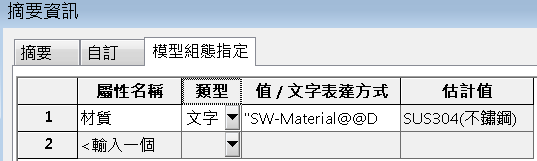 摘要資訊
摘要 自訂 模型組態指定
屬性名稱 類型 值 / 文字表達方式 估計值
1 材質 文字 "SW-Material@@D SUS304(不鏽鋼)
2 <輸入一個